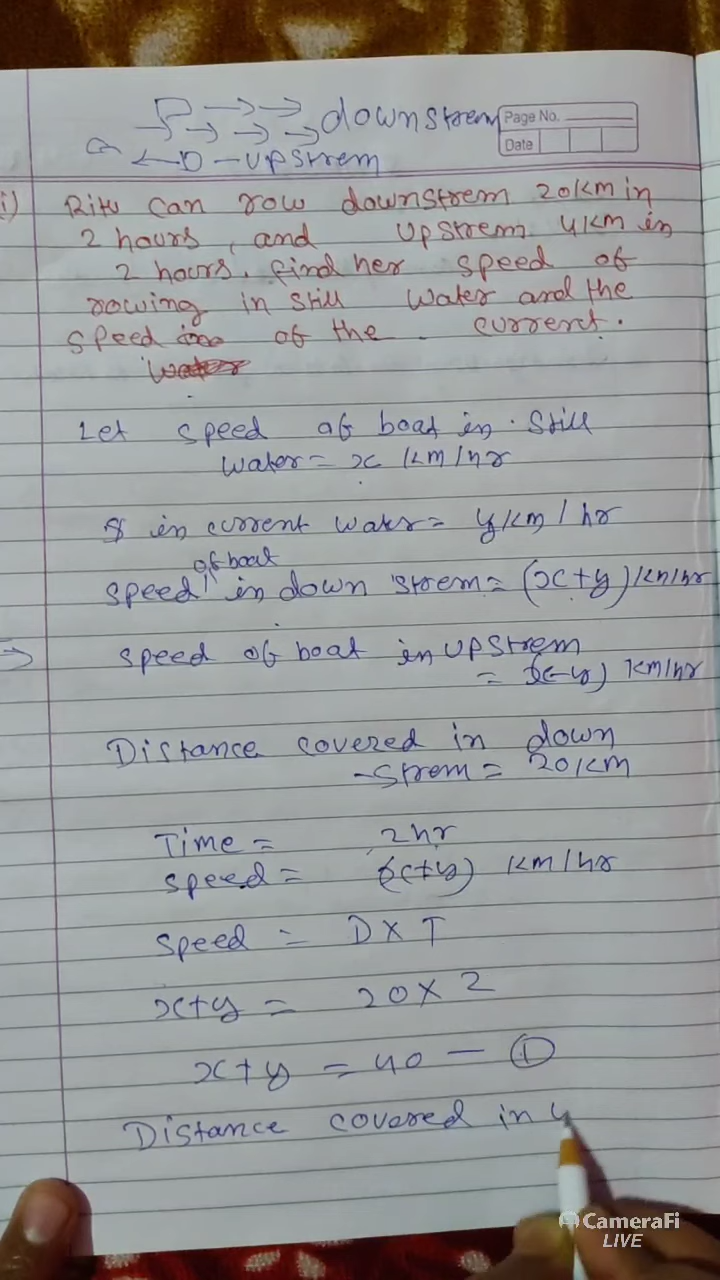 downstrem
Page No.
Date
D - upstrem
i) Ritu can row downstrem 20km in
2 hours, and upstrem 4km in
2 hours. find her speed of
rowing in still water and the
speed of the current.
water
Let speed of boat in still
water = x km/hr
& in current water = y km/hr
of boat
speed in down strem = (x+y) km/hr
⇒ speed of boat in upstrem
= (x-y) km/hr
Distance covered in down
-strem = 20km
Time = 2hr
speed = (x+y) km/hr
speed = D x T
x+y = 20 x 2
x+y = 40 - ①
Distance covered in
CameraFi
LIVE